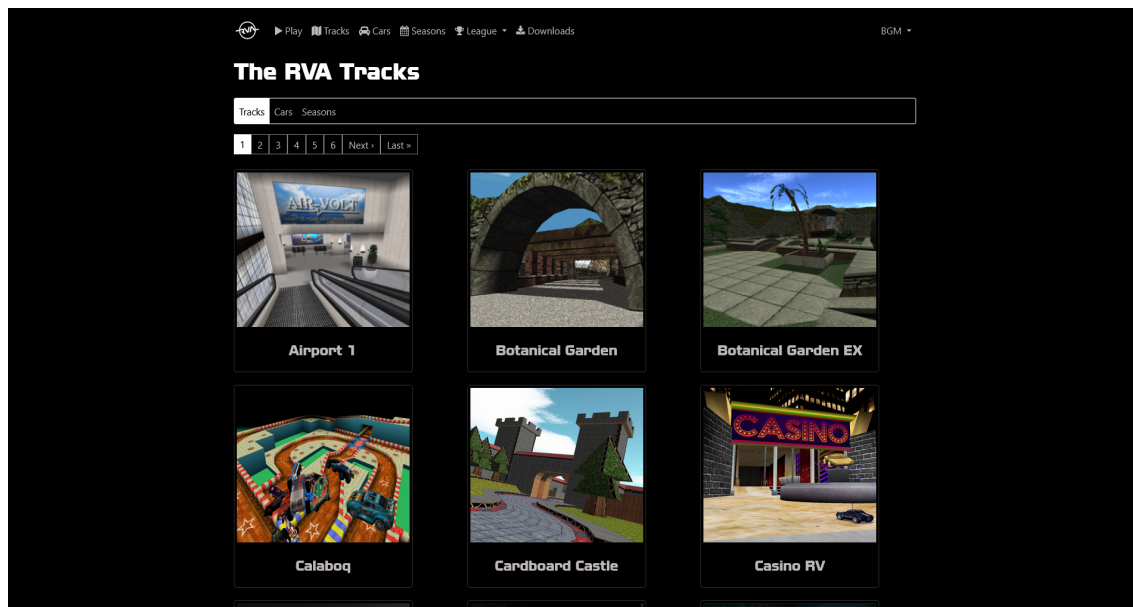 RVA Play Tracks Cars Seasons League Downloads BGM
The RVA Tracks
Tracks Cars Seasons
1 2 3 4 5 6 Next › Last »
AIR-VOLT
Airport 1
Botanical Garden
Botanical Garden EX
CASINO
Calaboq
Cardboard Castle
Casino RV